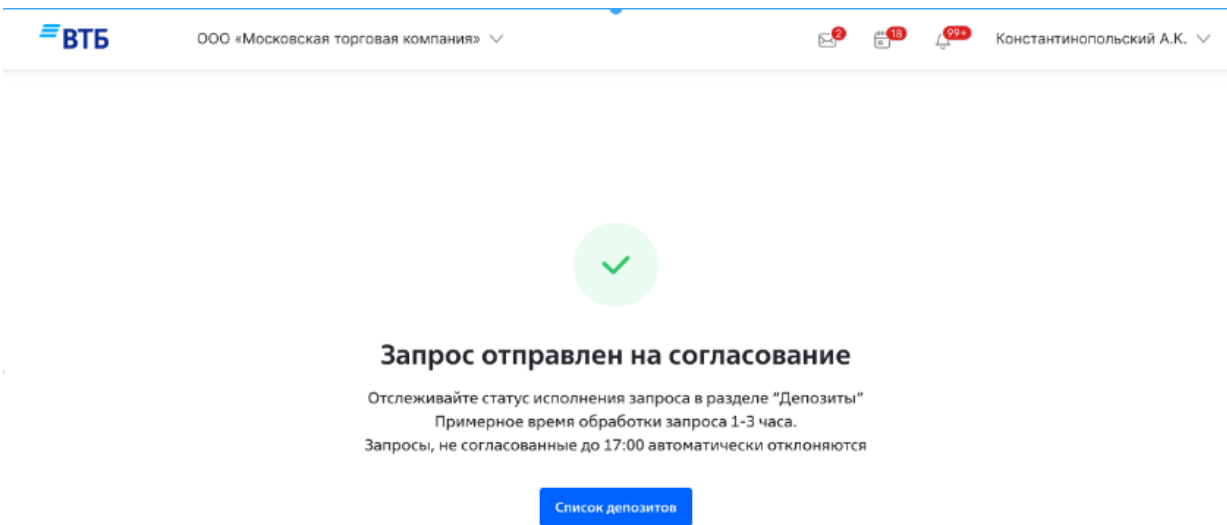 ВТБ
ООО «Московская торговая компания»
2
18
99+
Константинопольский А.К.
Запрос отправлен на согласование
Отслеживайте статус исполнения запроса в разделе “Депозиты”
Примерное время обработки запроса 1-3 часа.
Запросы, не согласованные до 17:00 автоматически отклоняются
Список депозитов